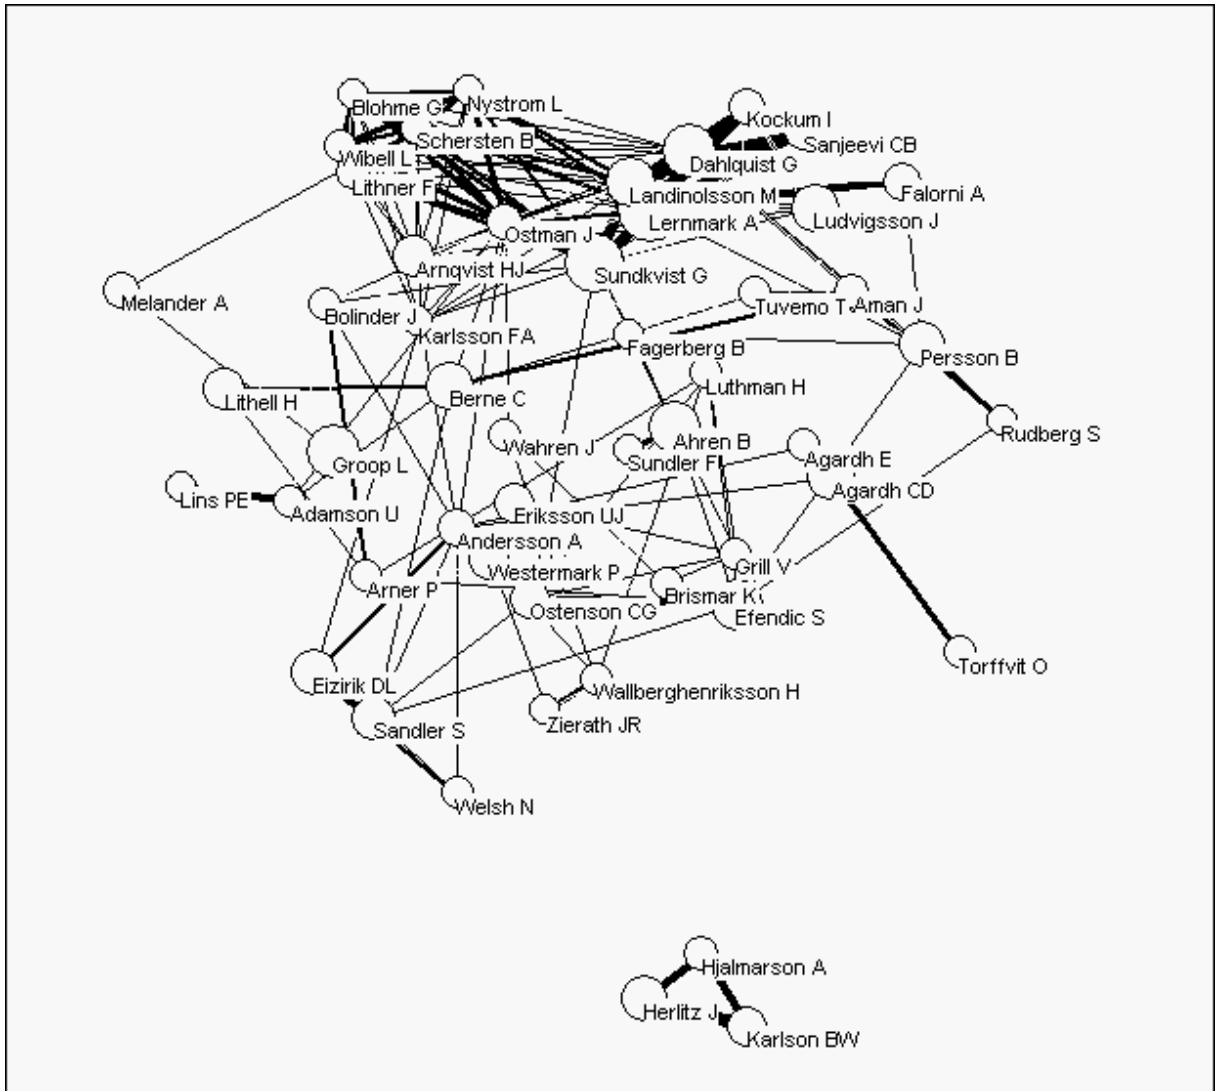 Blohme G
Nystrom L
Kockum I
Schersten B
Sanjeevi CB
Wibell L
Dahlquist G
Lithner F
Landinolsson M
Falorni A
Lernmark A
Ludvigsson J
Ostman J
Arnqvist HJ
Sundkvist G
Melander A
Bolinder J
Tuvemo T
Aman J
Karlsson FA
Fagerberg B
Persson B
Luthman H
Berne C
Lithell H
Rudberg S
Wahren J
Ahren B
Agardh E
Groop L
Sundler F
Lins PE
Agardh CD
Adamson U
Eriksson UJ
Andersson A
Westermark P
Grill V
Arner P
Brismar K
Ostenson CG
Efendic S
Torffvit O
Eizirik DL
Wallberghenriksson H
Sandler S
Zierath JR
Welsh N
Hjalmarson A
Herlitz J
Karlson BW